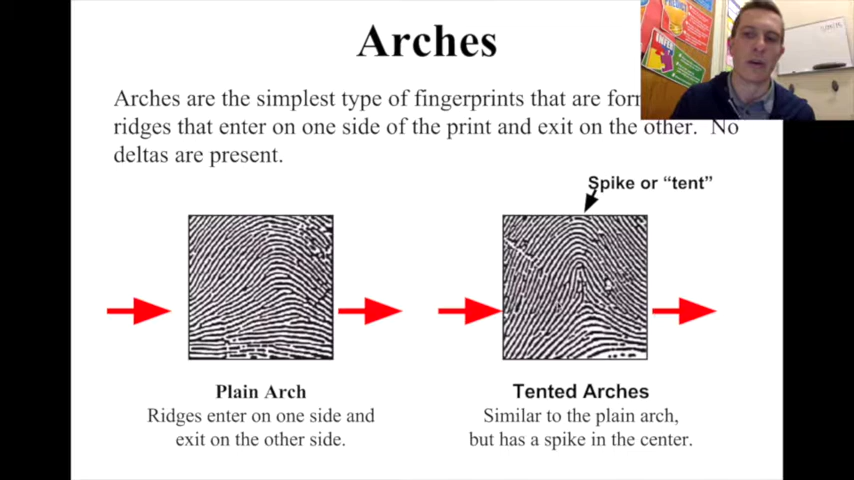 Arches
Arches are the simplest type of fingerprints that are
ridges that enter on one side of the print and exit on the other. No
deltas are present.
Spike or “tent”
Plain Arch
Ridges enter on one side and
exit on the other side.
Tented Arches
Similar to the plain arch,
but has a spike in the center.